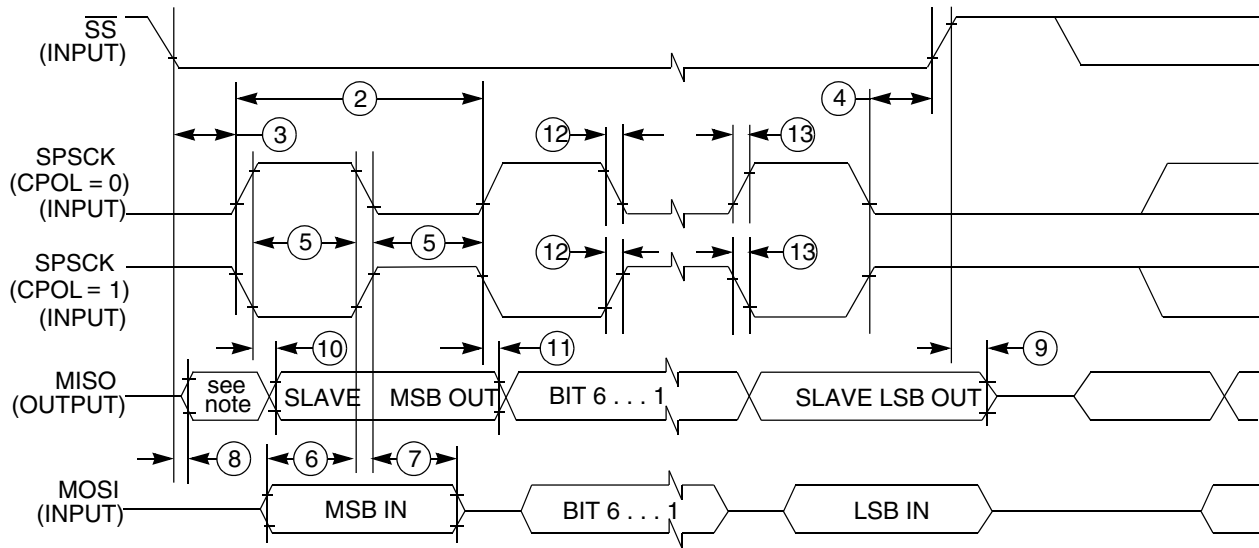 SS
(INPUT)
2
4
3
12
13
SPSCK
(CPOL = 0)
(INPUT)
5
5
SPSCK
(CPOL = 1)
(INPUT)
12
13
10
11
9
MISO
(OUTPUT)
see
note
SLAVE
MSB OUT
BIT 6 . . . 1
SLAVE LSB OUT
8
6
7
MOSI
(INPUT)
MSB IN
BIT 6 . . . 1
LSB IN